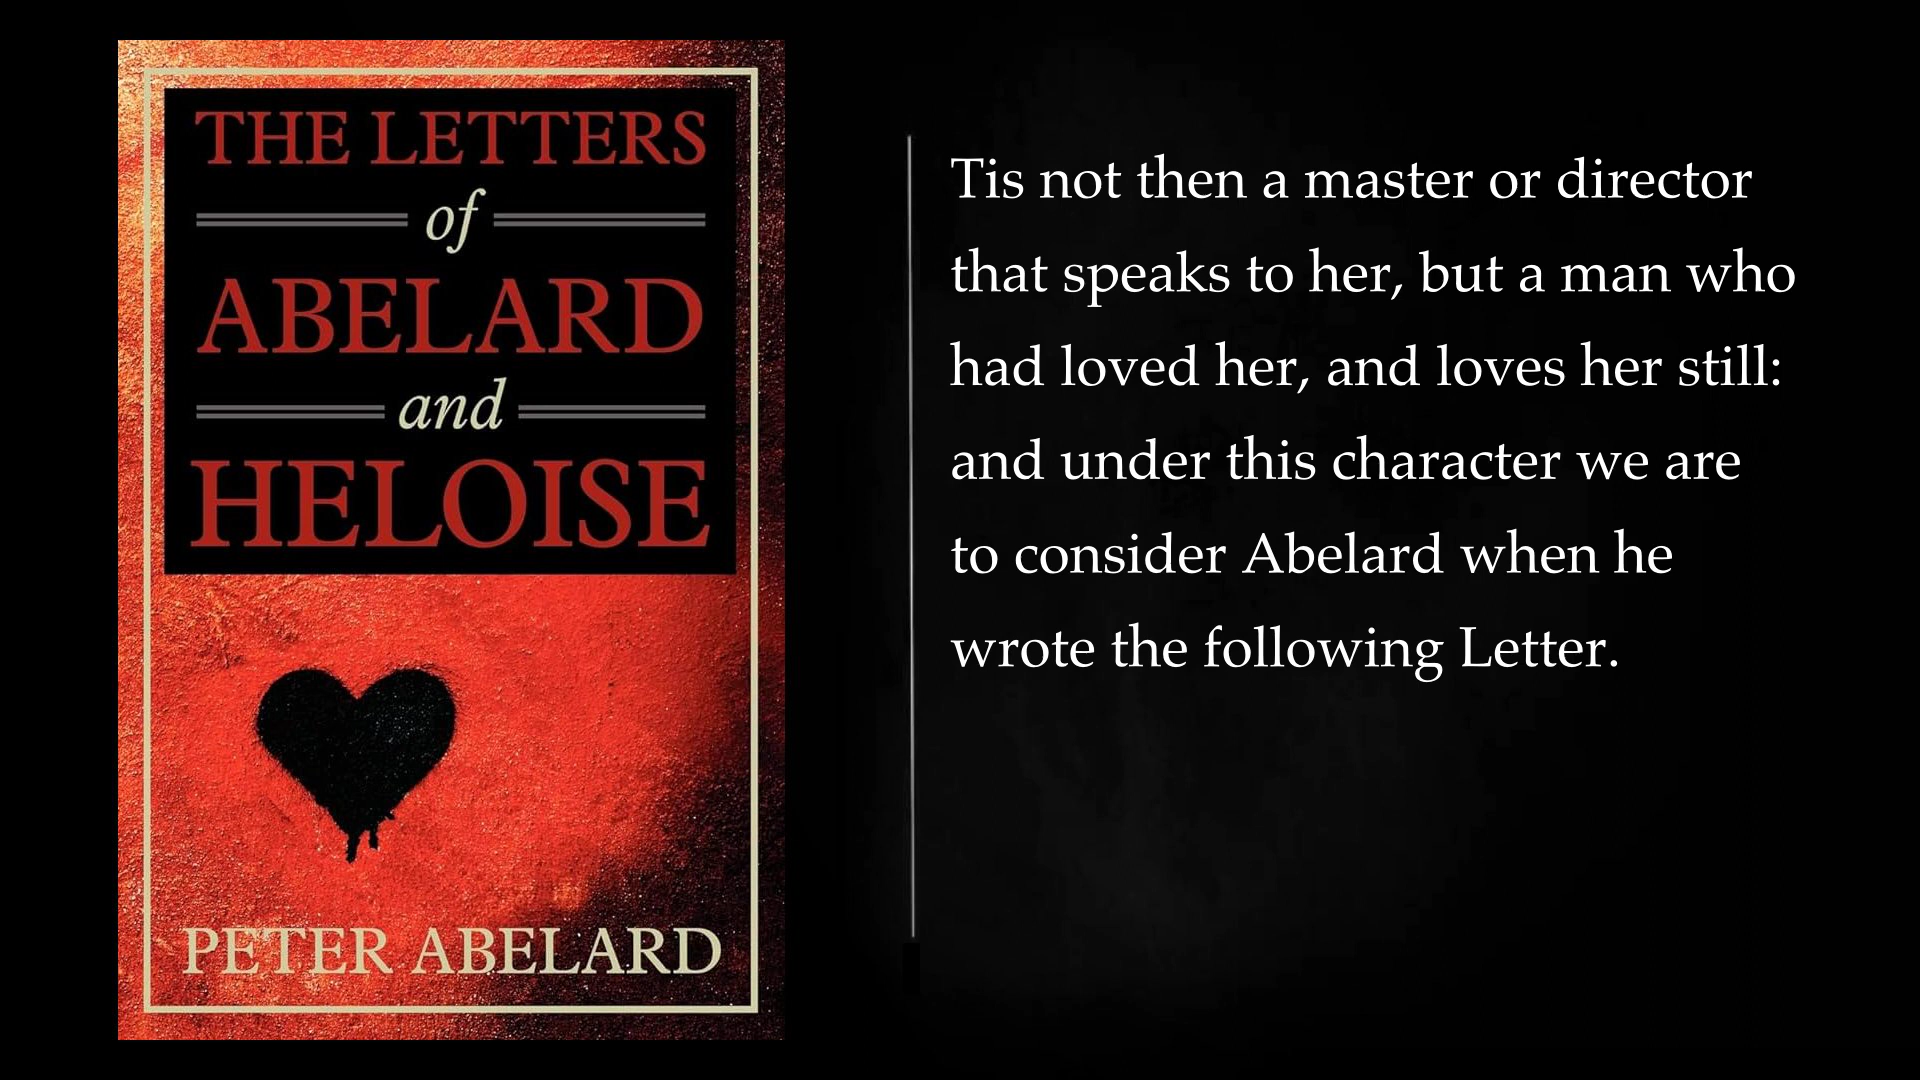 THE LETTERS
of
ABELARD
and
HELOISE
PETER ABELARD
Tis not then a master or director
that speaks to her, but a man who
had loved her, and loves her still:
and under this character we are
to consider Abelard when he
wrote the following Letter.